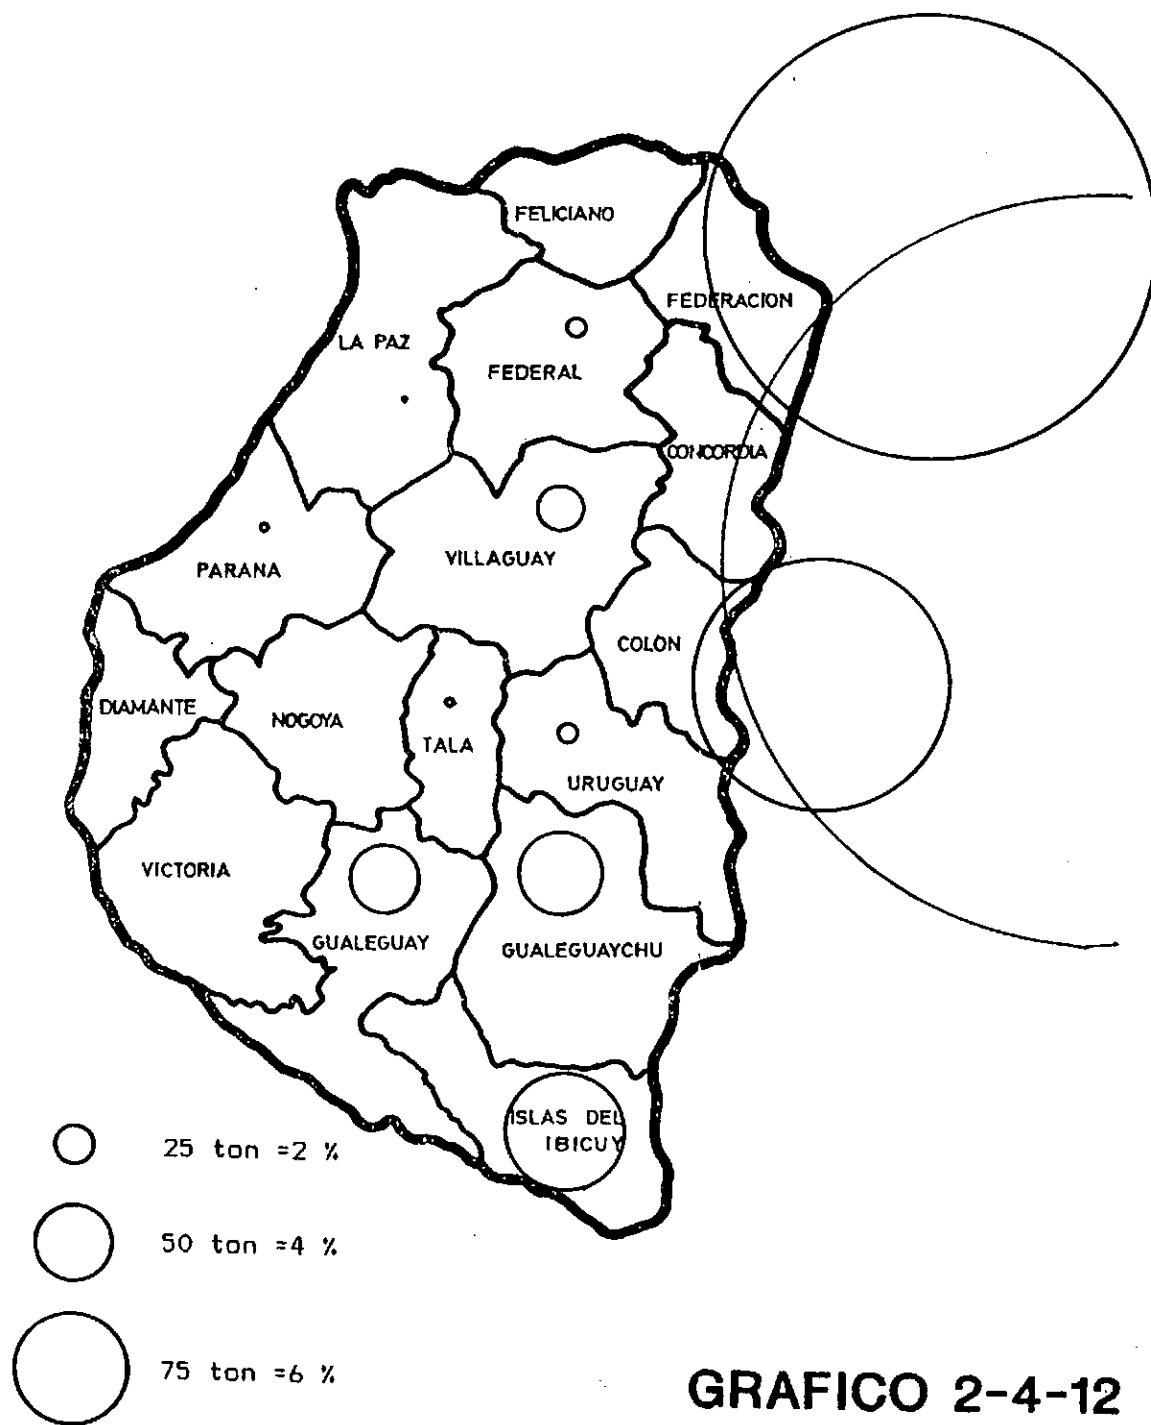 FELICIANO
FEDERACION
LA PAZ
FEDERAL
CONCORDIA
VILLAGUAY
PARANA
COLON
DIAMANTE
NOGOYA
TALA
URUGUAY
VICTORIA
GUALEGUAY
GUALEGUAYCHU
ISLAS DEL
IBICUY
25 ton =2 %
50 ton =4 %
75 ton =6 %
GRAFICO 2-4-12